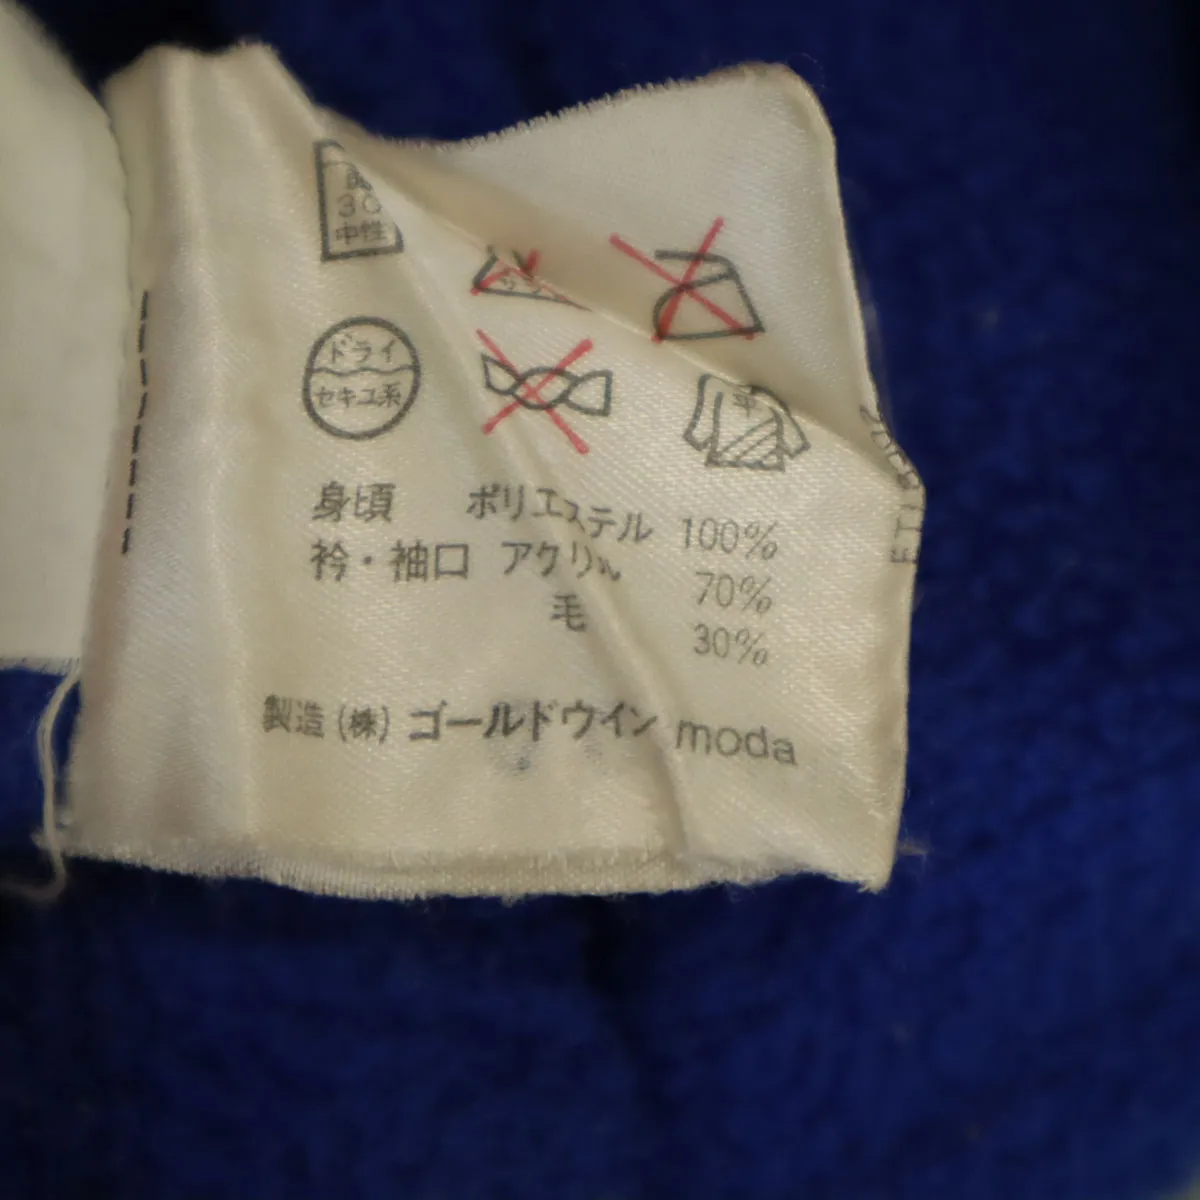 30
中性
ドライ
セキユ系
身頃 ポリエステル 100%
衿・袖口 アクリル 70%
毛 30%
製造(株)ゴールドウイン moda